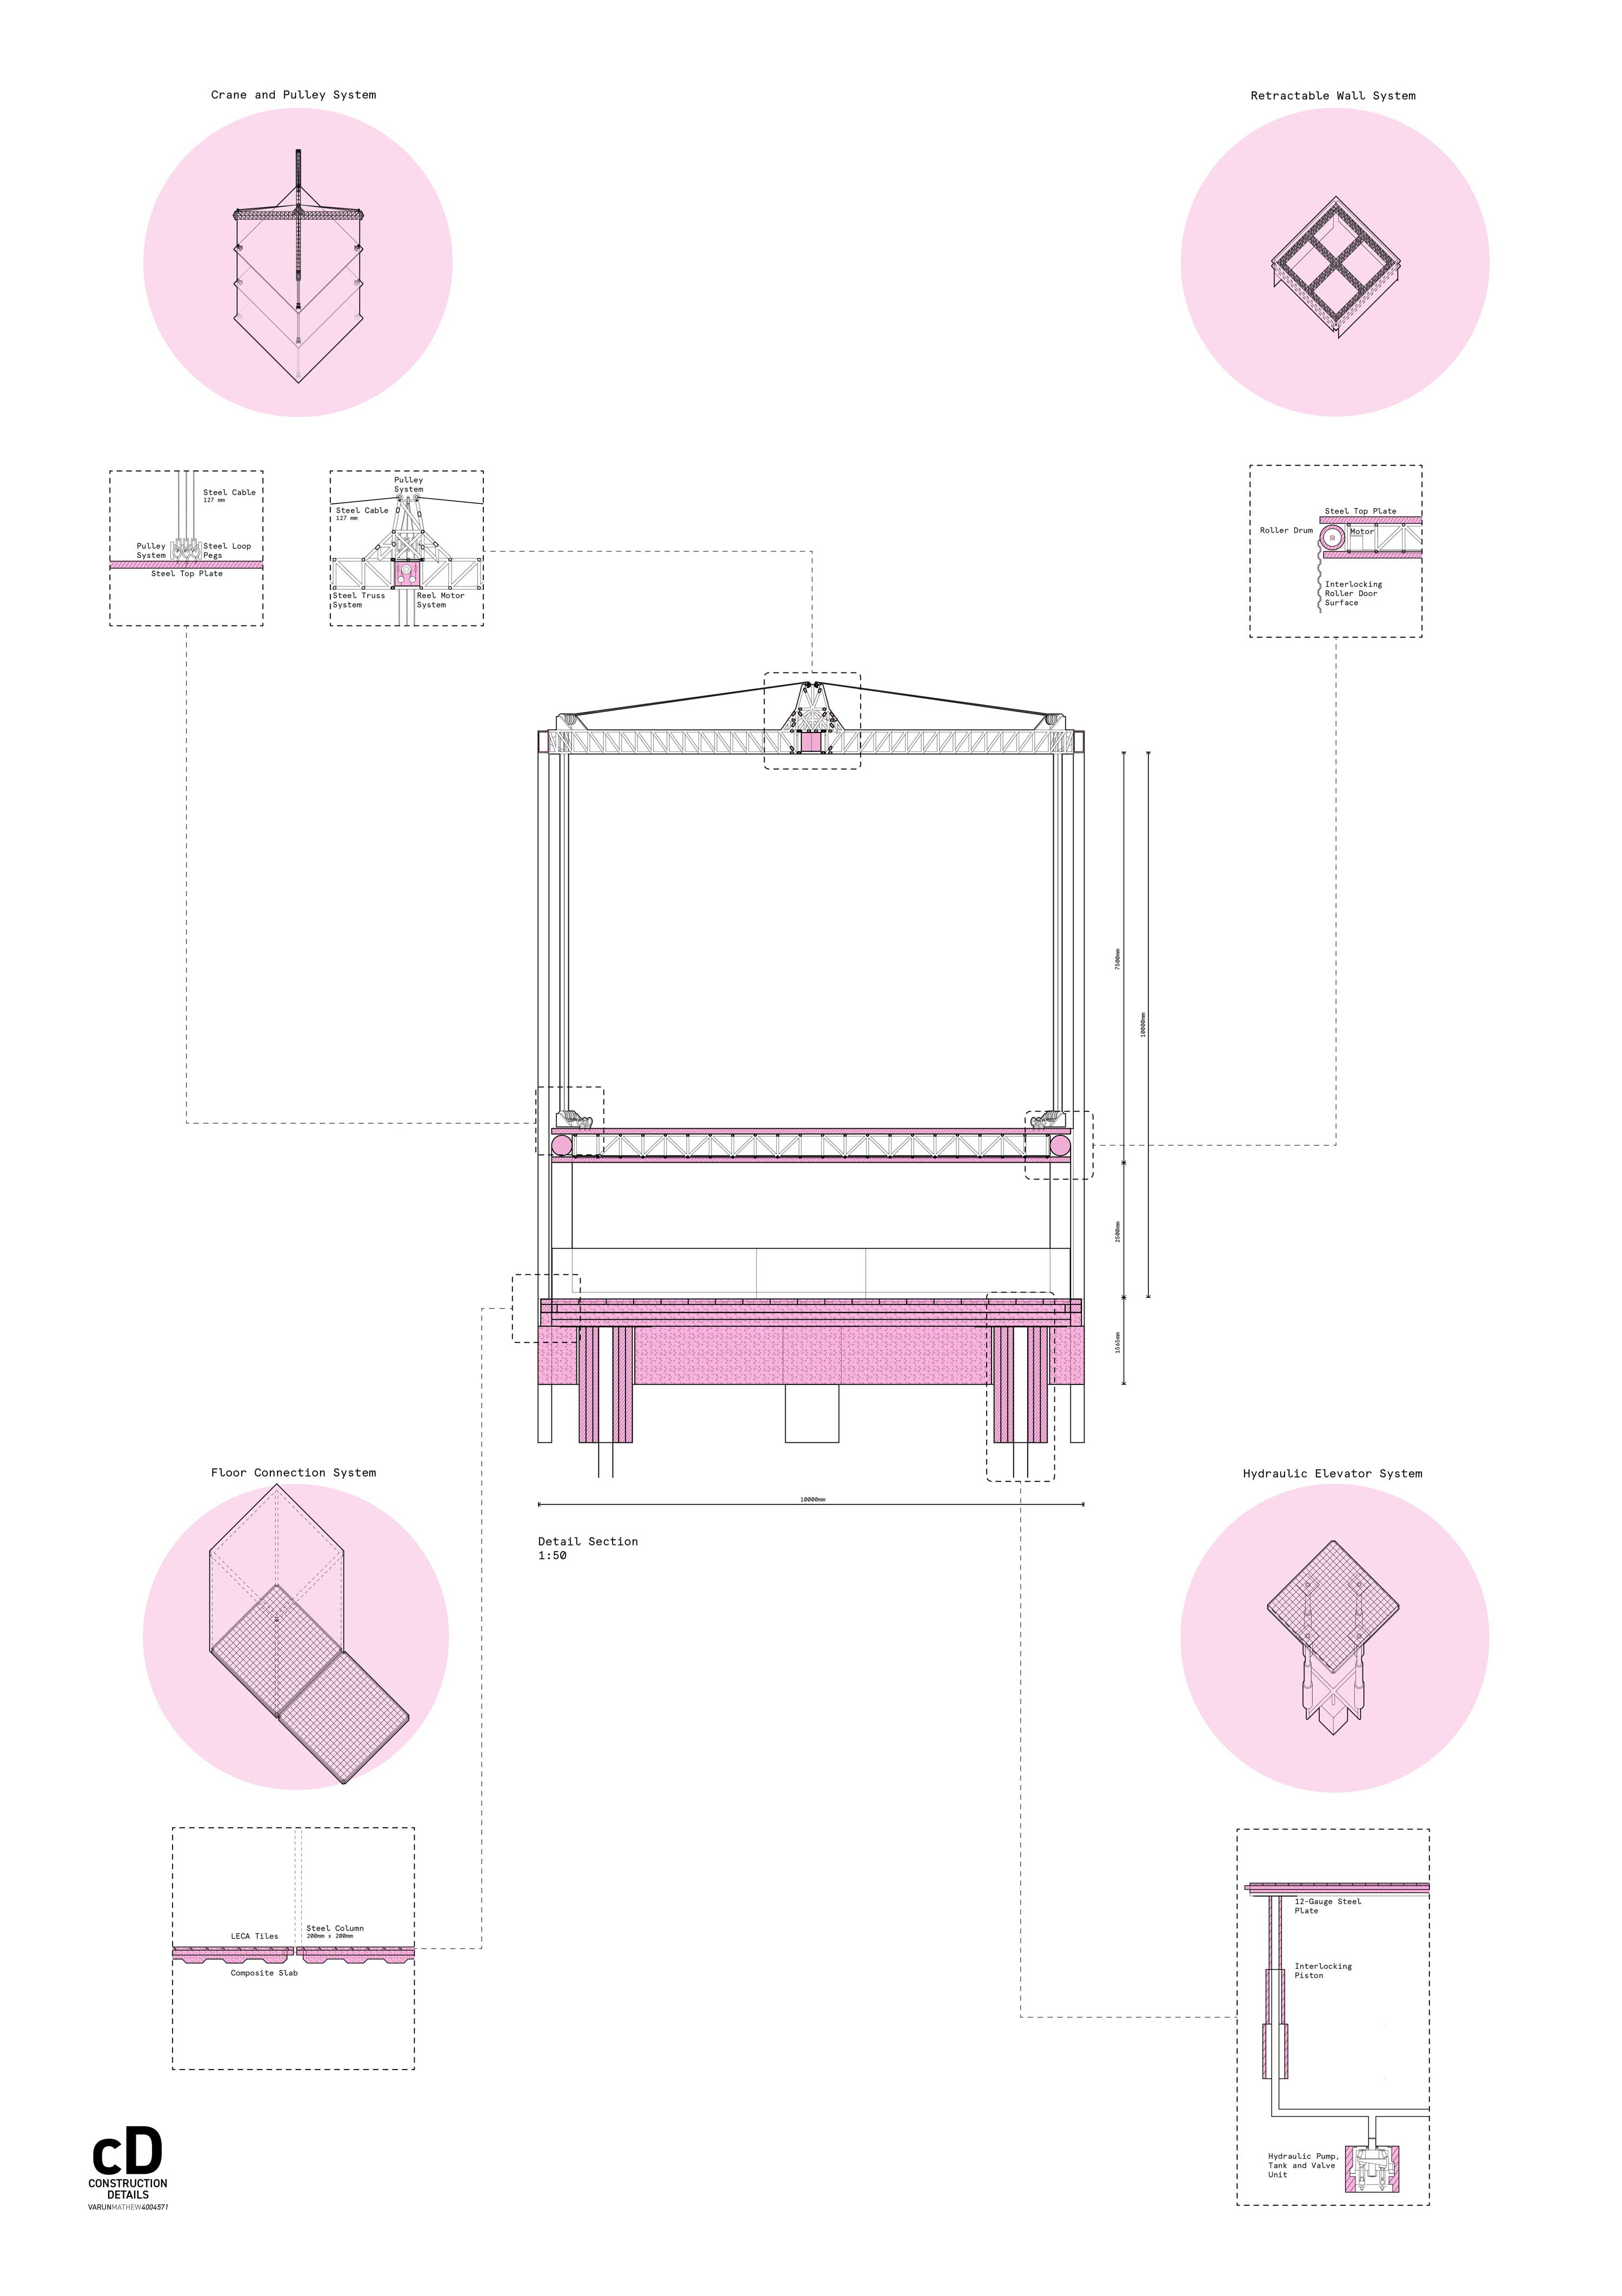 Crane and Pulley System
Retractable Wall System
Steel Cable
127 mm
Pulley
System
Steel Loop
Pegs
Steel Top Plate
Pulley
System
Steel Cable
127 mm
Steel Truss
System
Reel Motor
System
Steel Top Plate
Roller Drum
Motor
Interlocking
Roller Door
Surface
7500mm
10000mm
2500mm
1565mm
10000mm
Detail Section
1:50
Floor Connection System
Hydraulic Elevator System
LECA Tiles
Steel Column
200mm x 200mm
Composite Slab
12-Gauge Steel
Plate
Interlocking
Piston
Hydraulic Pump,
Tank and Valve
Unit
cD
CONSTRUCTION
DETAILS
VARUNMATHEW4004571